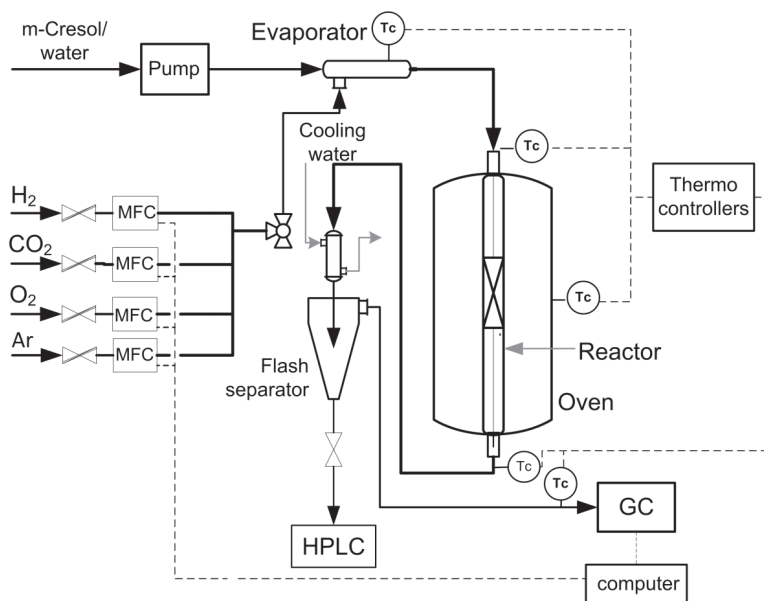 m-Cresol/
water
Pump
Evaporator
Tc
Cooling
water
Tc
H₂
MFC
Thermo
controllers
CO₂
MFC
Tc
O₂
MFC
Ar
MFC
Flash
separator
Reactor
Oven
Tc
Tc
GC
HPLC
computer